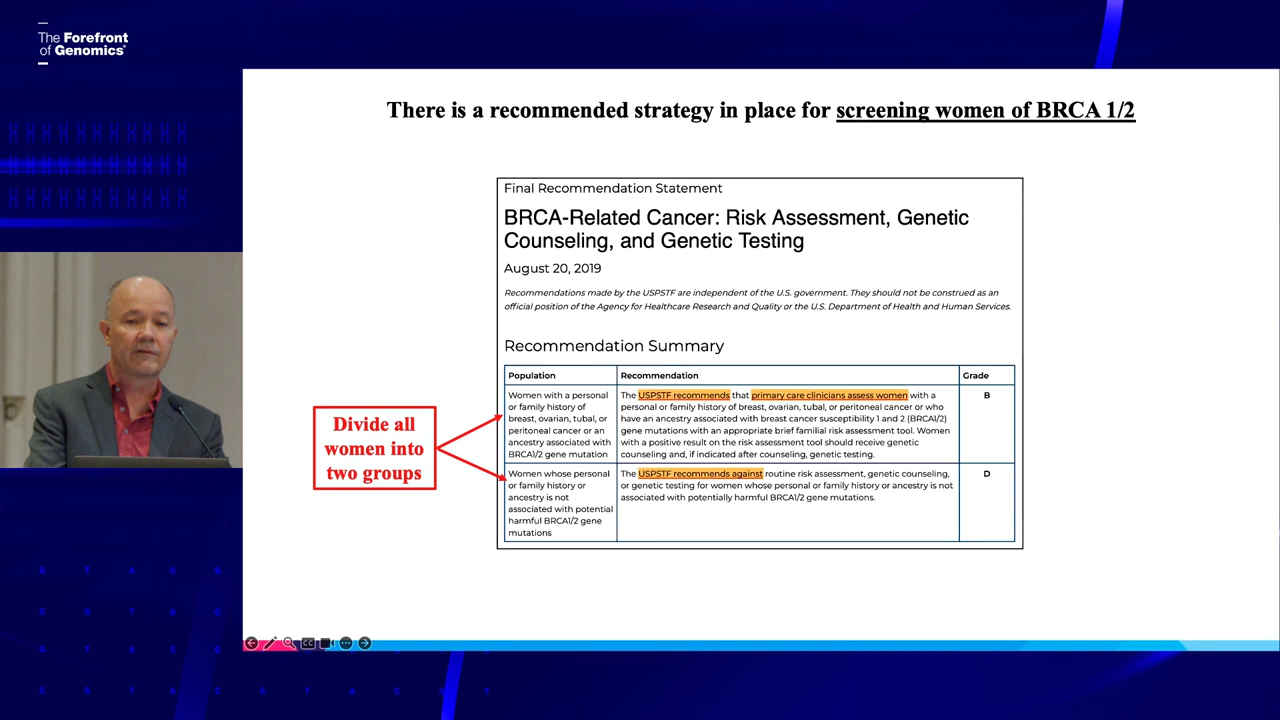 The Forefront
of Genomics®
There is a recommended strategy in place for screening women of BRCA 1/2
Final Recommendation Statement
BRCA-Related Cancer: Risk Assessment, Genetic
Counseling, and Genetic Testing
August 20, 2019
Recommendations made by the USPSTF are independent of the U.S. government. They should not be construed as an
official position of the Agency for Healthcare Research and Quality or the U.S. Department of Health and Human Services.
Recommendation Summary
Population
Recommendation
Grade
Women with a personal
or family history of
breast, ovarian, tubal, or
peritoneal cancer or an
ancestry associated with
BRCA1/2 gene mutation
The USPSTF recommends that primary care clinicians assess women with a
personal or family history of breast, ovarian, tubal, or peritoneal cancer or who
have an ancestry associated with breast cancer susceptibility 1 and 2 (BRCA1/2)
gene mutations with an appropriate brief familial risk assessment tool. Women
with a positive result on the risk assessment tool should receive genetic
counseling and, if indicated after counseling, genetic testing.
B
Women whose personal
or family history or
ancestry is not
associated with potential
harmful BRCA1/2 gene
mutations
The USPSTF recommends against routine risk assessment, genetic counseling,
or genetic testing for women whose personal or family history or ancestry is not
associated with potentially harmful BRCA1/2 gene mutations.
D
Divide all
women into
two groups